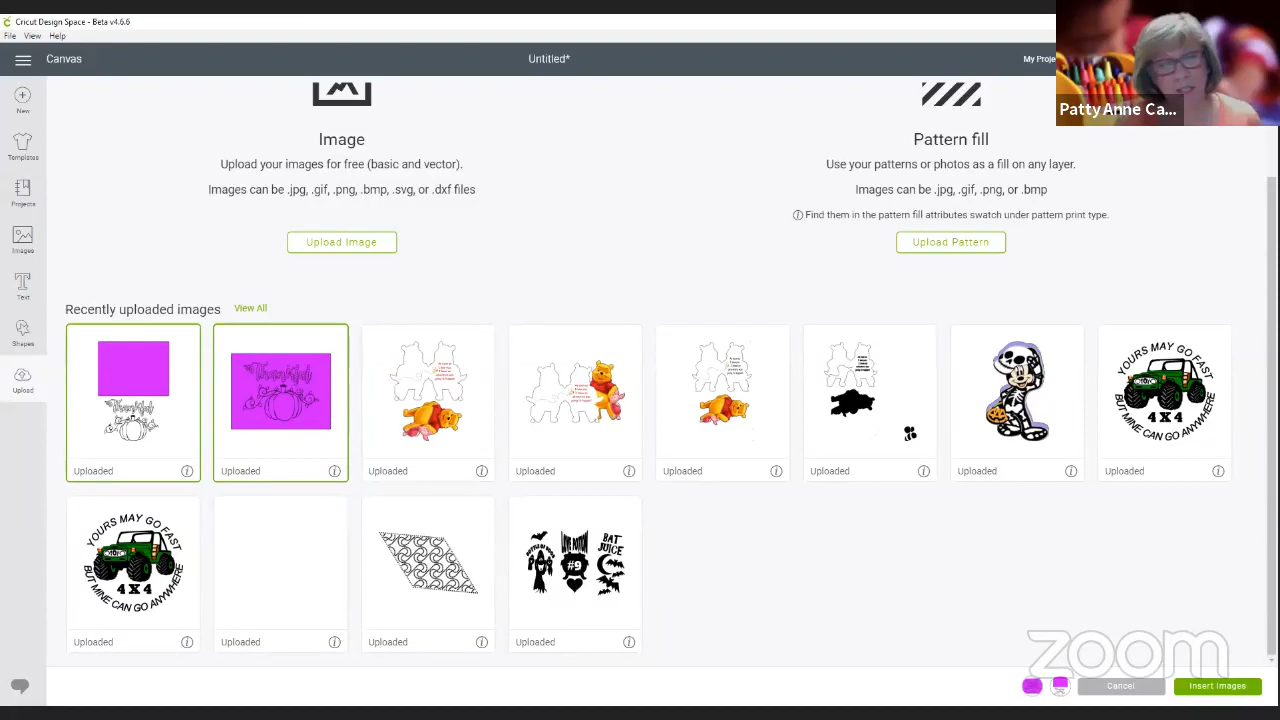 Cricut Design Space - Beta v4.6.6
File View Help
Canvas
Untitled*
My Proje
Patty Anne Ca...
New
Templates
Projects
Images
Text
Shapes
Upload
Image
Upload your images for free (basic and vector).
Images can be .jpg, .gif, .png, .bmp, .svg, or .dxf files
Upload Image
Pattern fill
Use your patterns or photos as a fill on any layer.
Images can be .jpg, .gif, .png, or .bmp
Find them in the pattern fill attributes swatch under pattern print type.
Upload Pattern
Recently uploaded images View All
Thankful
Thankful
YOURS MAY GO FAST
4X4
BUT MINE CAN GO ANYWHERE
Uploaded
Uploaded
Uploaded
Uploaded
Uploaded
Uploaded
Uploaded
Uploaded
YOURS MAY GO FAST
4X4
BUT MINE CAN GO ANYWHERE
LOVE POTION
#9
BAT
JUICE
Uploaded
Uploaded
Uploaded
Uploaded
zoom
Cancel
Insert Images